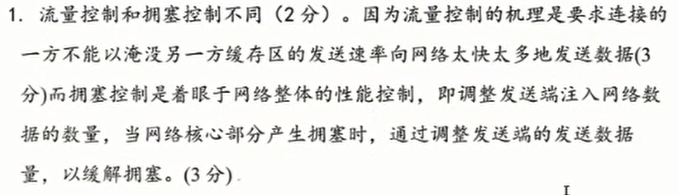 1. 流量控制和拥塞控制不同（2 分）。因为流量控制的机理是要求连接的
一方不能以淹没另一方缓存区的发送速率向网络太快太多地发送数据(3
分)而拥塞控制是着眼于网络整体的性能控制，即调整发送端注入网络数
据的数量，当网络核心部分产生拥塞时，通过调整发送端的发送数据
量，以缓解拥塞。(3 分).